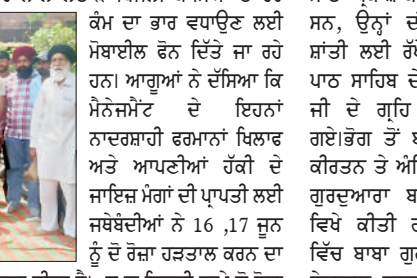 ਕੰਮ ਦਾ ਭਾਰ ਵਧਾਉਣ ਲਈ
ਮੋਬਾਈਲ ਫੋਨ ਦਿੱਤੇ ਜਾ ਰਹੇ
ਹਨ। ਆਗੂਆਂ ਨੇ ਦੱਸਿਆ ਕਿ
ਮੈਨੇਜਮੈਂਟ ਦੇ ਇਹਨਾਂ
ਨਾਦਰਸ਼ਾਹੀ ਫਰਮਾਨਾਂ ਖਿਲਾਫ
ਅਤੇ ਆਪਣੀਆਂ ਹੱਕੀ ਦੇ
ਜਾਇਜ਼ ਮੰਗਾਂ ਦੀ ਪ੍ਰਾਪਤੀ ਲਈ
ਜਥੇਬੰਦੀਆਂ ਨੇ 16 ,17 ਜੂਨ
ਨੂੰ ਦੋ ਰੋਜ਼ਾ ਹੜਤਾਲ ਕਰਨ ਦਾ
ਸਨ, ਉਨ੍ਹਾਂ
ਸ਼ਾਂਤੀ ਲਈ
ਪਾਠ ਸਾਹਿਬ ਦੇ
ਜੀ ਦੇ ਗ੍ਰਹਿ
ਗਏ।ਭੋਗ ਤੋਂ
ਕੀਰਤਨ ਤੇ
ਗੁਰਦੁਆਰਾ
ਵਿਖੇ ਕੀਤੀ
ਵਿੱਚ ਬਾਬਾ